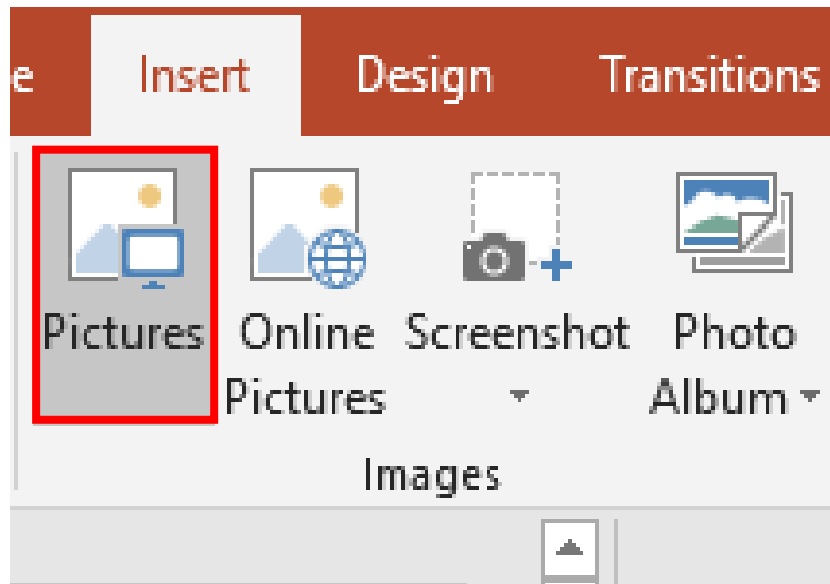 e Insert Design Transitions
Pictures Online Screenshot Photo
Pictures Album
Images